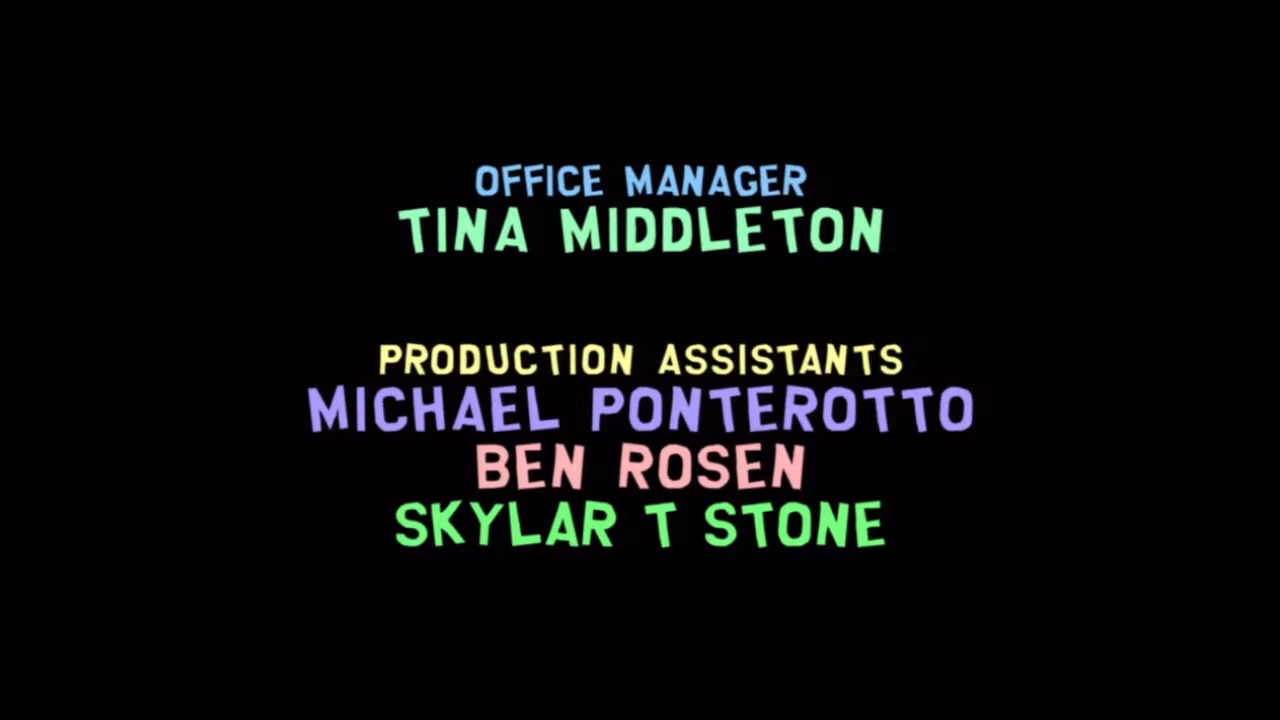 OFFICE MANAGER
TINA MIDDLETON
PRODUCTION ASSISTANTS
MICHAEL PONTEROTTO
BEN ROSEN
SKYLAR T STONE